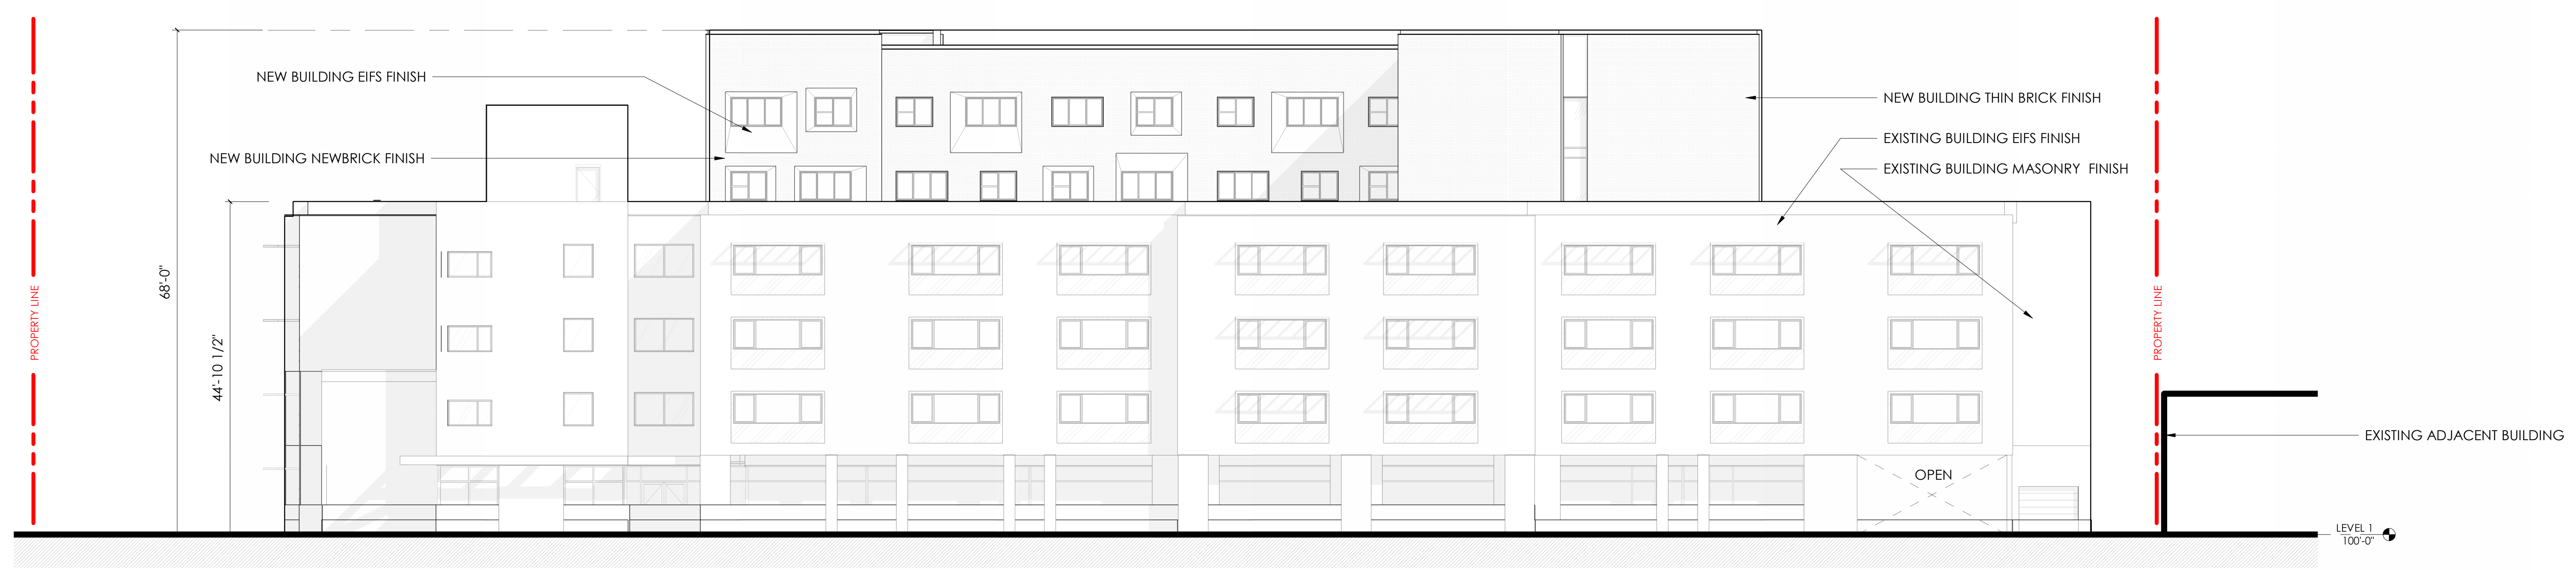 NEW BUILDING EIFS FINISH
NEW BUILDING THIN BRICK FINISH
EXISTING BUILDING EIFS FINISH
NEW BUILDING NEWBRICK FINISH
EXISTING BUILDING MASONRY FINISH
68'-0"
44'-10 1/2"
PROPERTY LINE
PROPERTY LINE
EXISTING ADJACENT BUILDING
OPEN
LEVEL 1
100'-0"